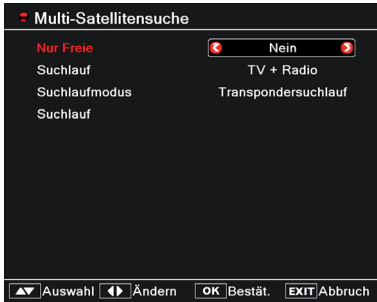 Multi-Satellitensuche
Nur Freie Nein
Suchlauf TV + Radio
Suchlaufmodus Transpondersuchlauf
Suchlauf
Auswahl Ändern OK Bestät. EXIT Abbruch